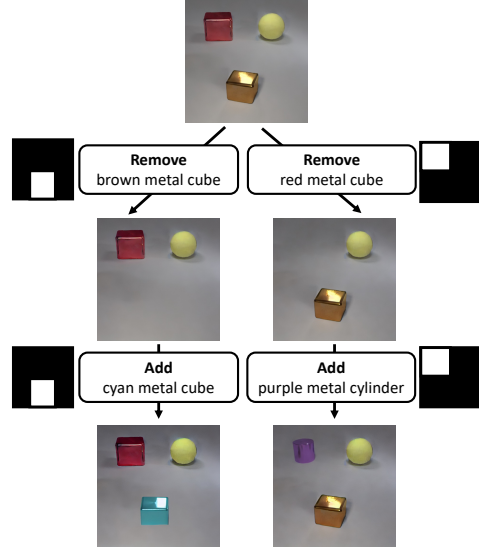 Remove
brown metal cube
Remove
red metal cube
Add
cyan metal cube
Add
purple metal cylinder